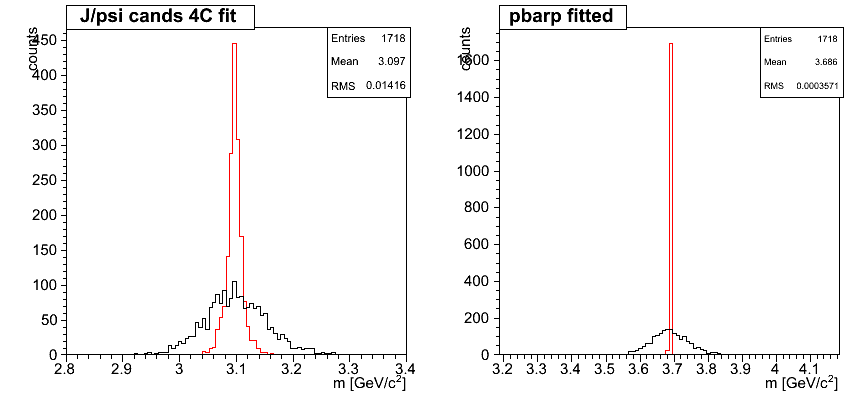 J/psi cands 4C fit
counts
Entries 1718
Mean 3.097
RMS 0.01416
450
400
350
300
250
200
150
100
50
0
2.8 2.9 3 3.1 3.2 3.3 3.4
m [GeV/c²]
pbarp fitted
counts
Entries 1718
Mean 3.686
RMS 0.0003571
1600
1400
1200
1000
800
600
400
200
0
3.2 3.3 3.4 3.5 3.6 3.7 3.8 3.9 4 4.1
m [GeV/c²]